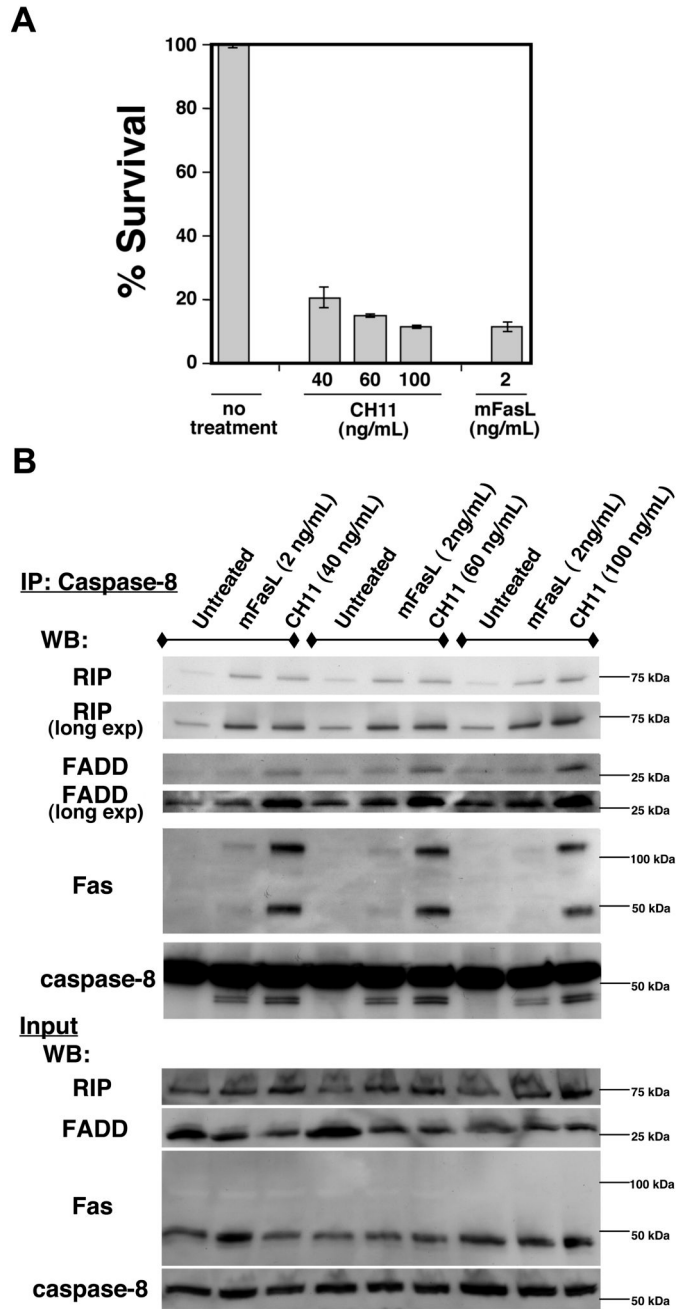 A
% Survival
100
80
60
40
20
0
40 60 100 2
no treatment
CH11 (ng/mL)
mFasL (ng/mL)
B
IP: Caspase-8
Untreated
mFasL (2 ng/mL)
CH11 (40 ng/mL)
Untreated
mFasL ( 2ng/mL)
CH11 (60 ng/mL)
Untreated
mFasL ( 2ng/mL)
CH11 (100 ng/mL)
WB:
RIP 75 kDa
RIP 75 kDa
(long exp)
FADD 25 kDa
FADD 25 kDa
(long exp)
100 kDa
Fas
50 kDa
caspase-8 50 kDa
Input
WB:
RIP 75 kDa
FADD 25 kDa
100 kDa
Fas
50 kDa
caspase-8 50 kDa